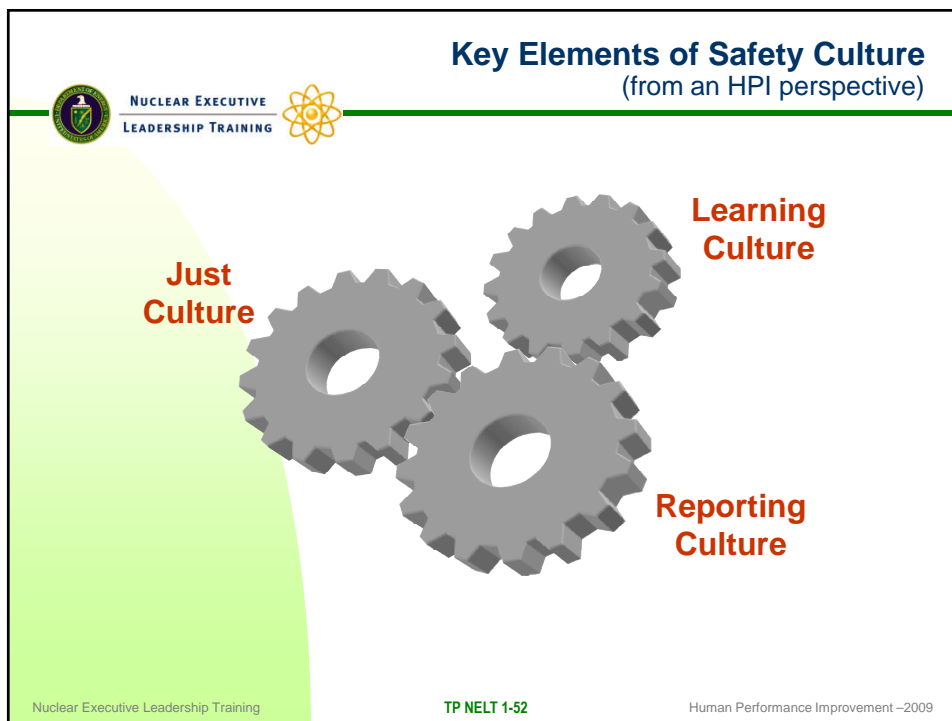 Key Elements of Safety Culture
(from an HPI perspective)
NUCLEAR EXECUTIVE
LEADERSHIP TRAINING
Learning
Culture
Just
Culture
Reporting
Culture
Nuclear Executive Leadership Training
TP NELT 1-52
Human Performance Improvement –2009